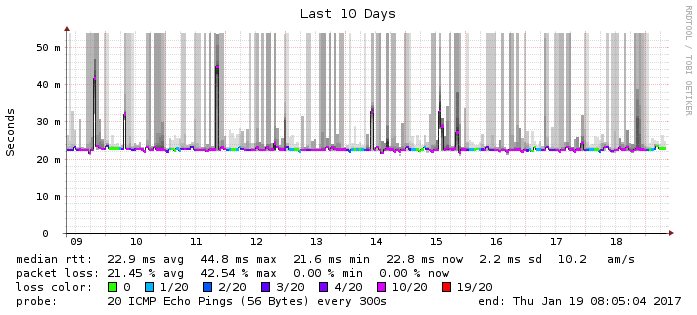 Last 10 Days
RRDTOOL / TOBI OETIKER
Seconds
50 m
40 m
30 m
20 m
10 m
0
09 10 11 12 13 14 15 16 17 18
median rtt: 22.9 ms avg 44.8 ms max 21.6 ms min 22.8 ms now 2.2 ms sd 10.2 am/s
packet loss: 21.45 % avg 42.54 % max 0.00 % min 0.00 % now
loss color: 0 1/20 2/20 3/20 4/20 10/20 19/20
probe: 20 ICMP Echo Pings (56 Bytes) every 300s end: Thu Jan 19 08:05:04 2017